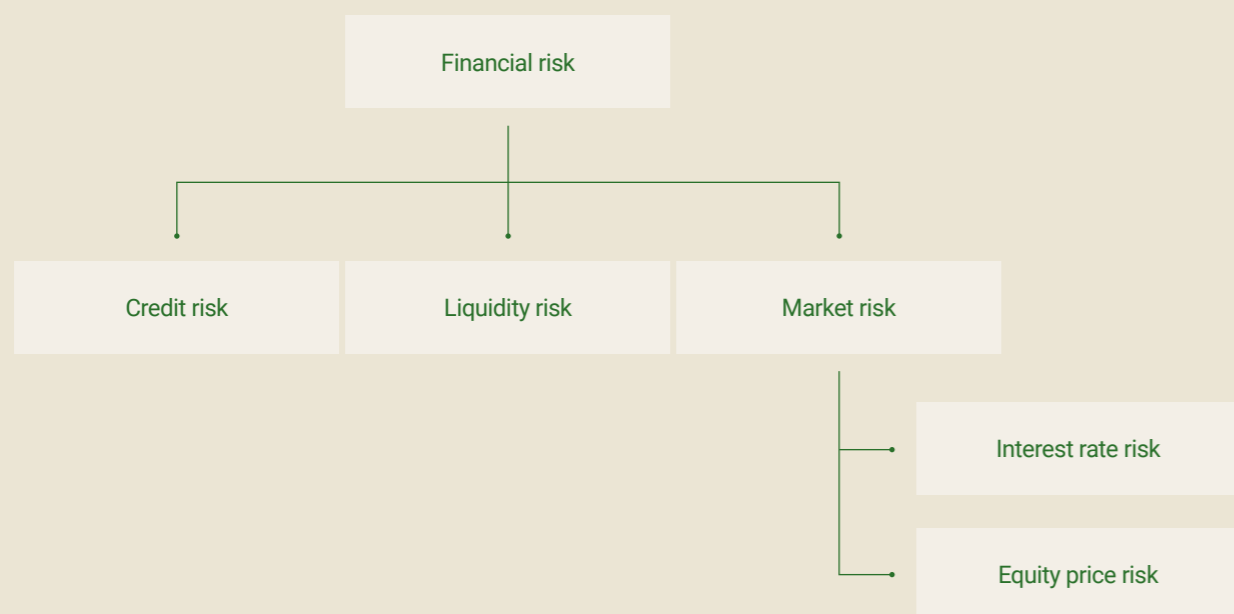 Financial risk
Credit risk
Liquidity risk
Market risk
Interest rate risk
Equity price risk